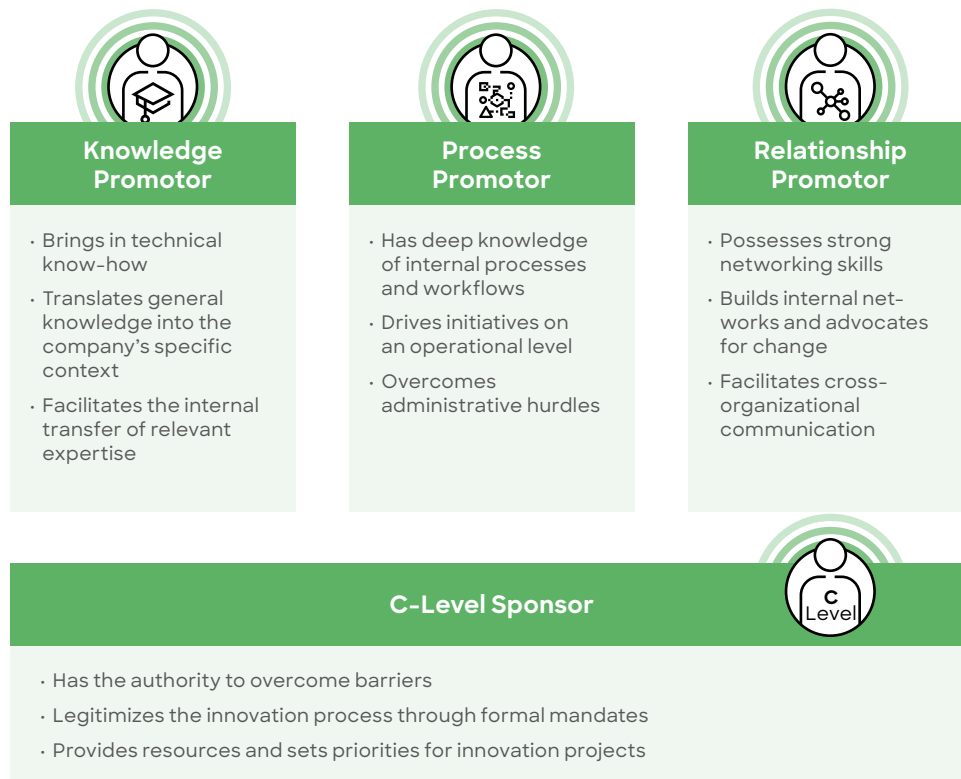 Knowledge
Promotor
· Brings in technical
know-how
· Translates general
knowledge into the
company's specific
context
· Facilitates the internal
transfer of relevant
expertise
Process
Promotor
· Has deep knowledge
of internal processes
and workflows
· Drives initiatives on
an operational level
· Overcomes
administrative hurdles
Relationship
Promotor
· Possesses strong
networking skills
· Builds internal net-
works and advocates
for change
· Facilitates cross-
organizational
communication
C-Level Sponsor
C
Level
· Has the authority to overcome barriers
· Legitimizes the innovation process through formal mandates
· Provides resources and sets priorities for innovation projects